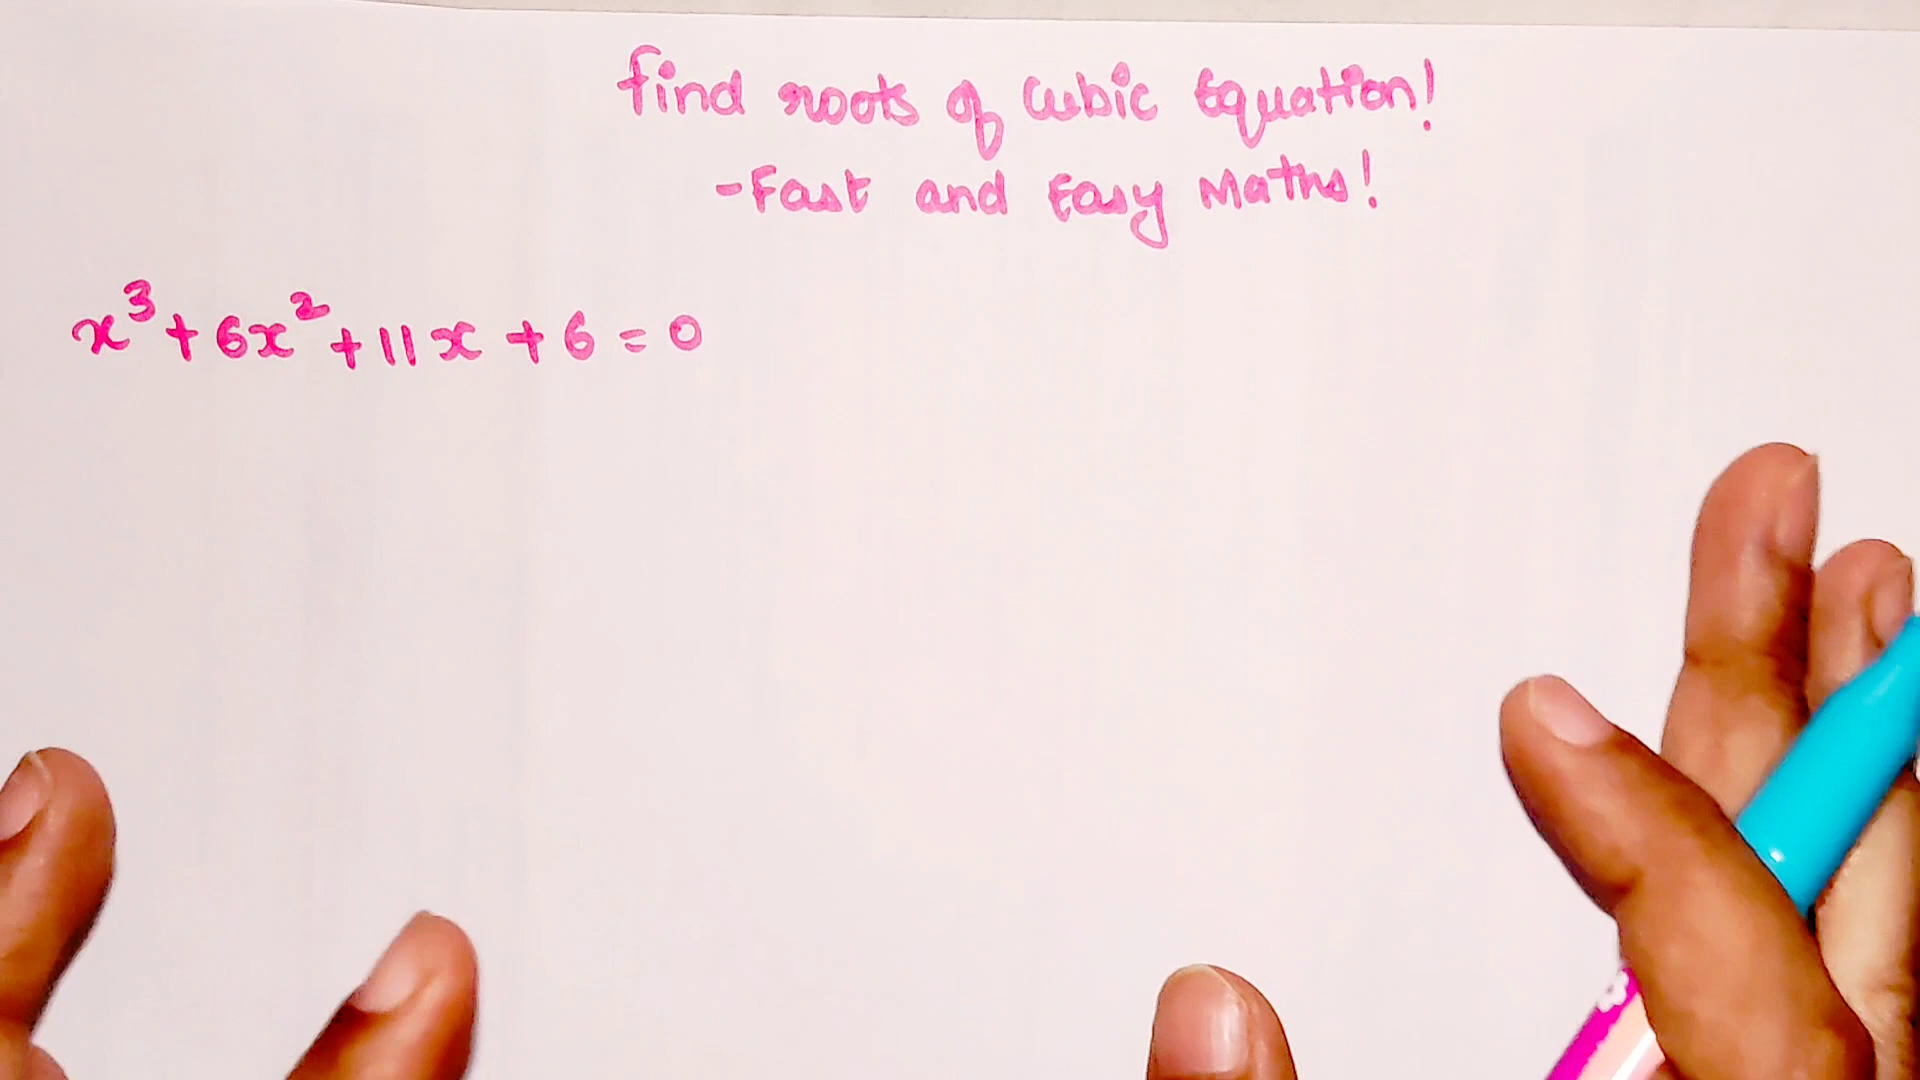 find roots of cubic Equation!
-Fast and Easy Maths!
x³+6x²+11x+6=0